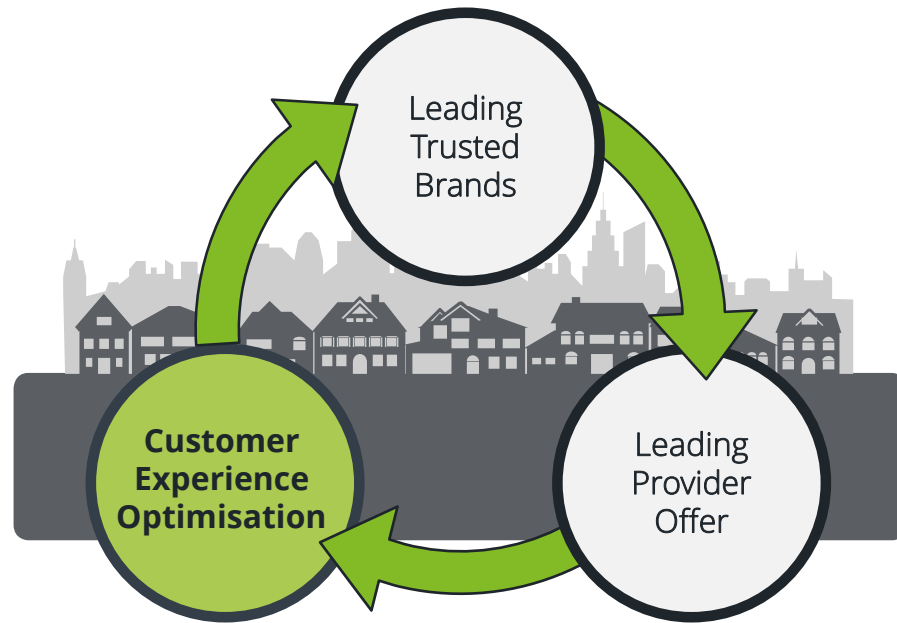 Leading
Trusted
Brands
Customer
Experience
Optimisation
Leading
Provider
Offer